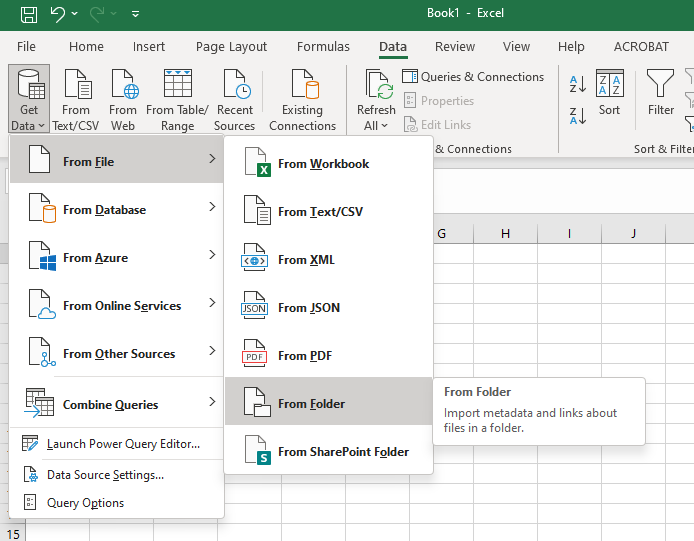 Book1 - Excel
File Home Insert Page Layout Formulas Data Review View Help ACROBAT
Get Data
From Text/CSV
From Web
From Table/ Range
Recent Sources
Existing Connections
Refresh All
Queries & Connections
Properties
Edit Links
Sort
Filter
& Connections
Sort & Filte
From File
From Database
From Azure
From Online Services
From Other Sources
Combine Queries
Launch Power Query Editor...
Data Source Settings...
Query Options
From Workbook
From Text/CSV
From XML
JSON
From JSON
PDF
From PDF
From Folder
From SharePoint Folder
From Folder
Import metadata and links about
files in a folder.
G H I J
15